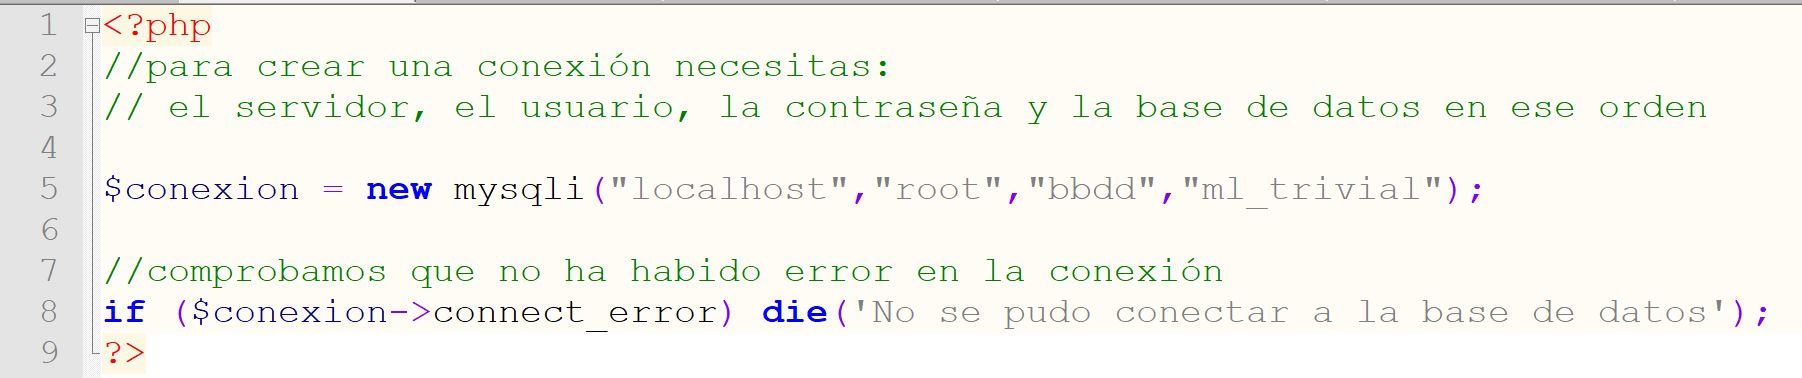 1 <?php
2 //para crear una conexión necesitas:
3 // el servidor, el usuario, la contraseña y la base de datos en ese orden
4
5 $conexion = new mysqli("localhost","root","bbdd","ml_trivial");
6
7 //comprobamos que no ha habido error en la conexión
8 if ($conexion->connect_error) die('No se pudo conectar a la base de datos');
9 ?>